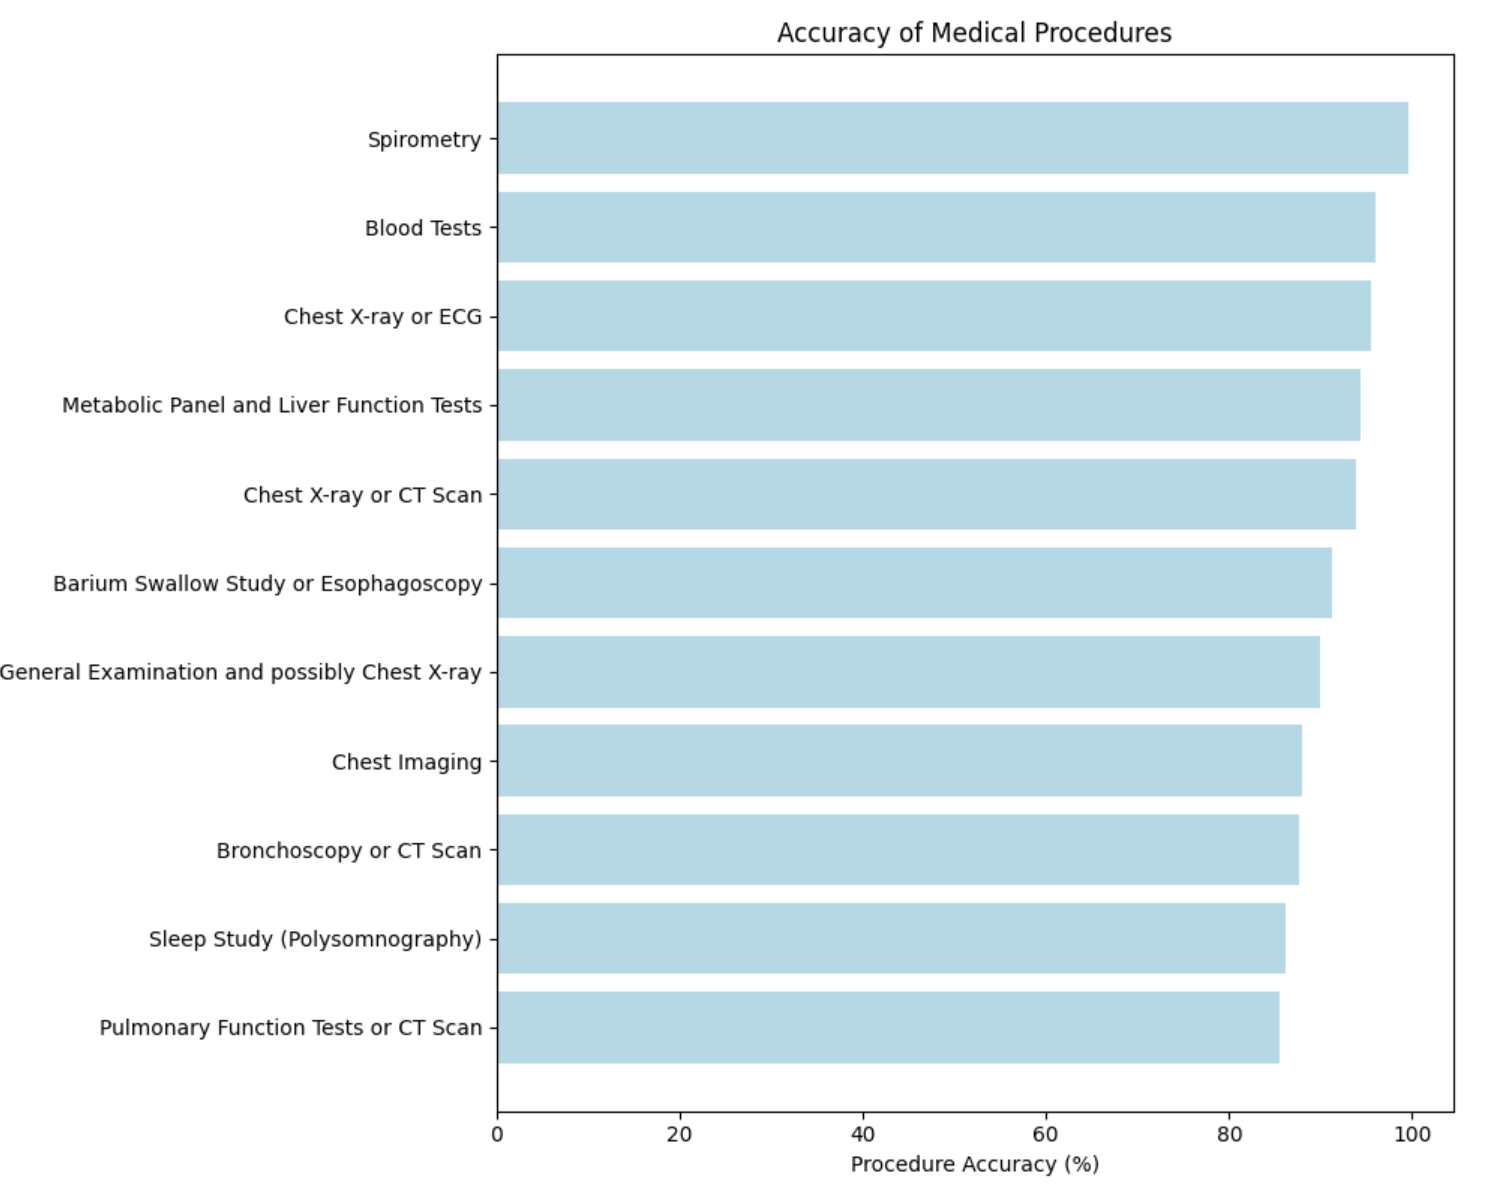 Accuracy of Medical Procedures
Spirometry
Blood Tests
Chest X-ray or ECG
Metabolic Panel and Liver Function Tests
Chest X-ray or CT Scan
Barium Swallow Study or Esophagoscopy
General Examination and possibly Chest X-ray
Chest Imaging
Bronchoscopy or CT Scan
Sleep Study (Polysomnography)
Pulmonary Function Tests or CT Scan
0 20 40 60 80 100
Procedure Accuracy (%)